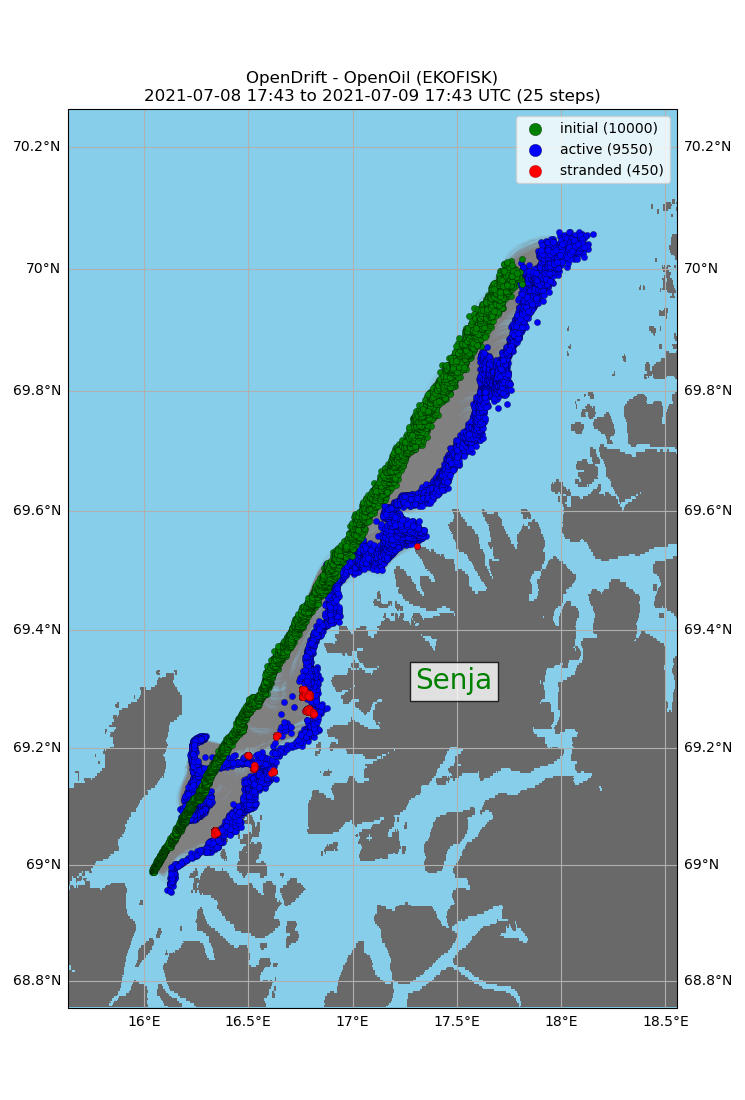 OpenDrift - OpenOil (EKOFISK)
2021-07-08 17:43 to 2021-07-09 17:43 UTC (25 steps)
initial (10000)
active (9550)
stranded (450)
70.2°N 70.2°N
70°N 70°N
69.8°N 69.8°N
69.6°N 69.6°N
69.4°N 69.4°N
Senja
69.2°N 69.2°N
69°N 69°N
68.8°N 68.8°N
16°E 16.5°E 17°E 17.5°E 18°E 18.5°E